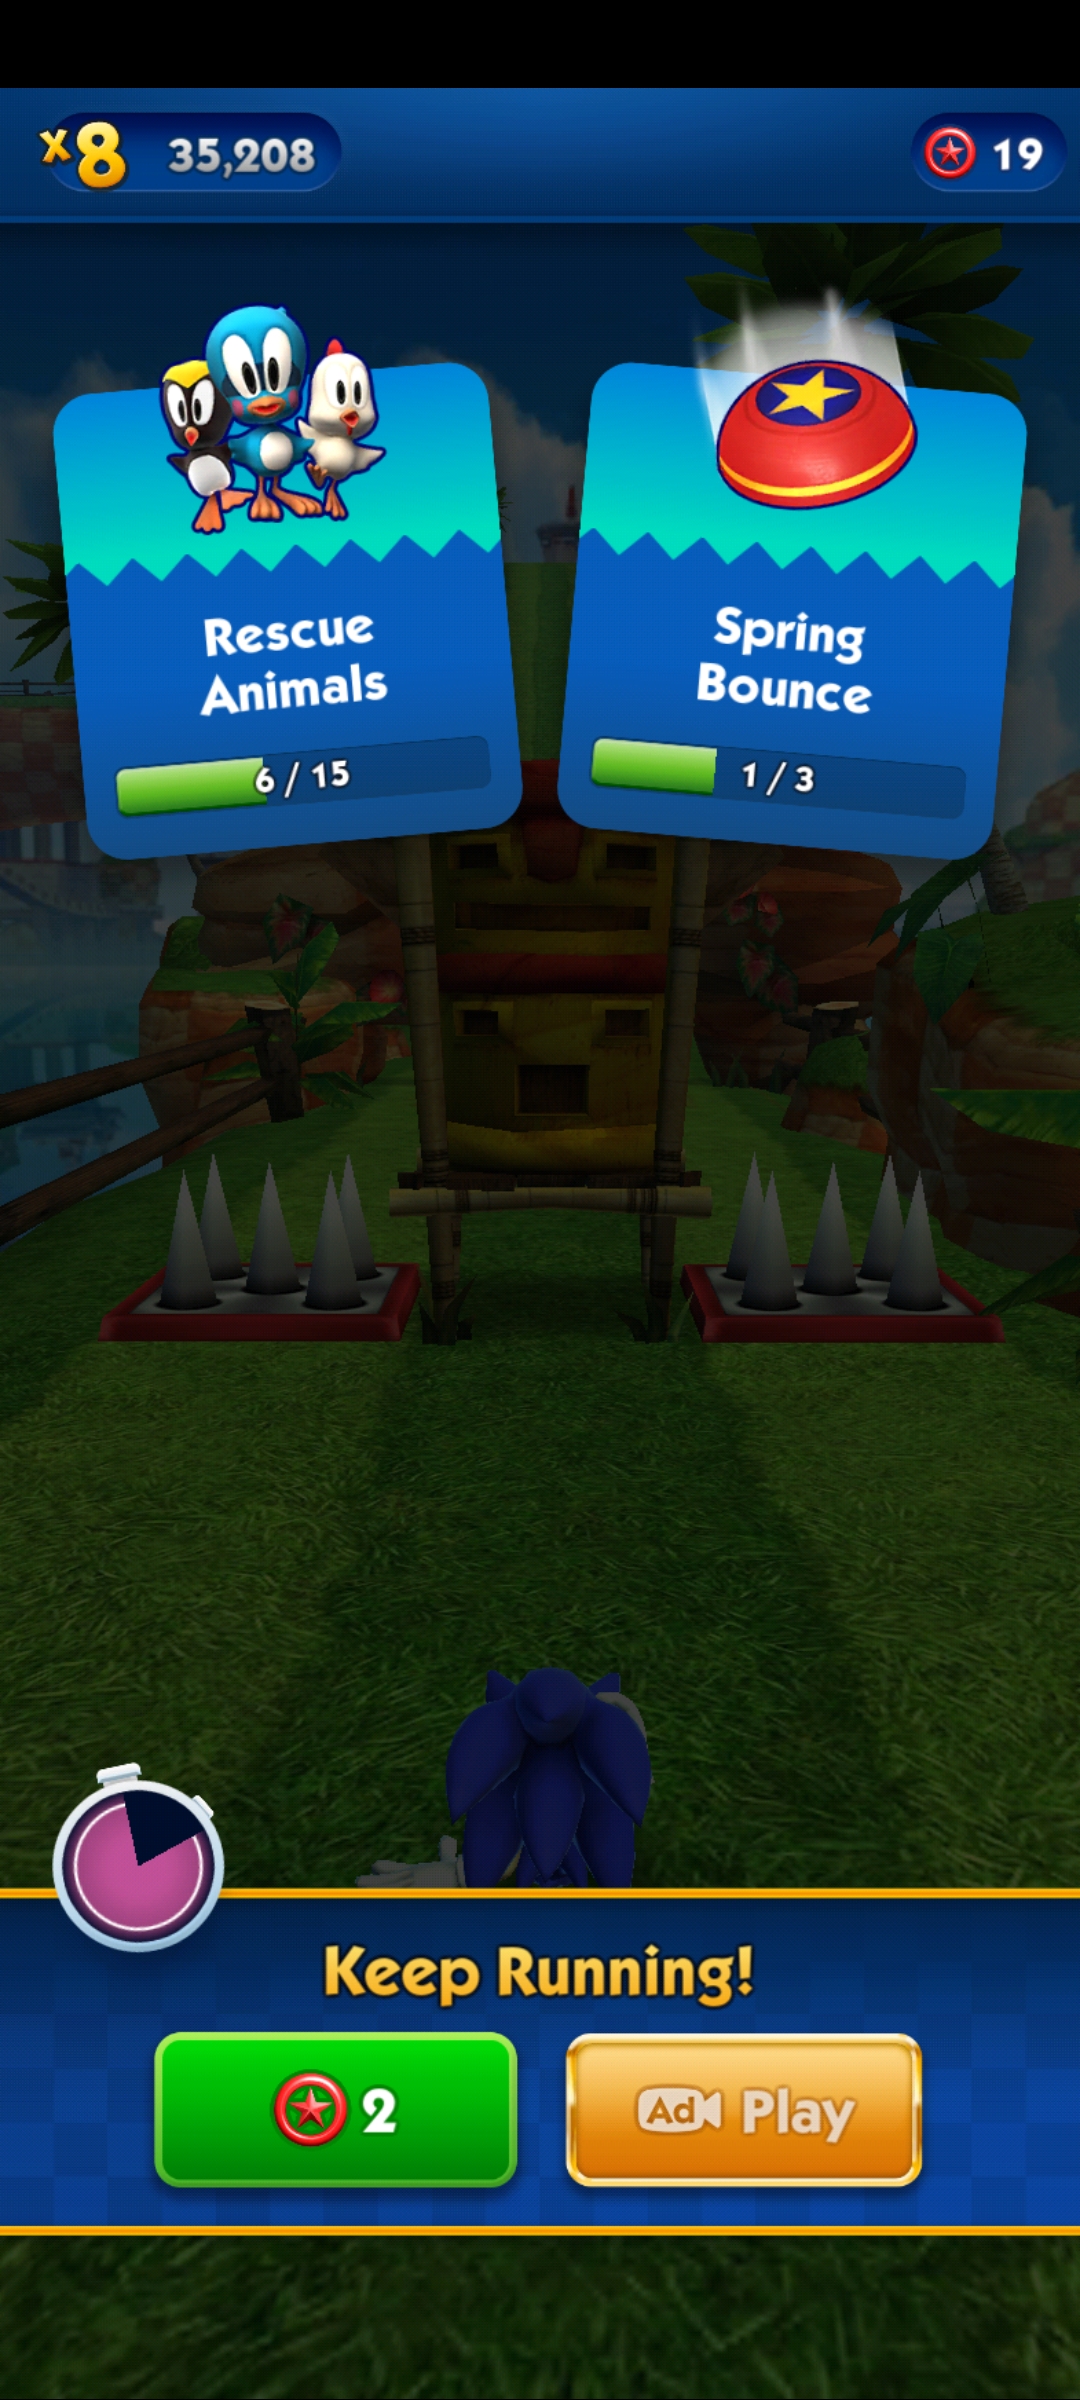 x8 35,208
19
Rescue
Animals
6 / 15
Spring
Bounce
1 / 3
Keep Running!
2
Ad Play